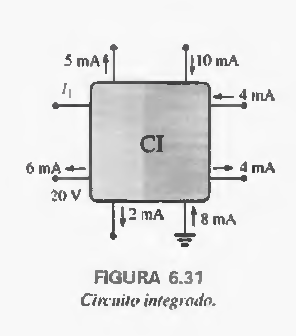 5 mA
10 mA
I1
4 mA
CI
6 mA
4 mA
20 V
2 mA
8 mA
FIGURA 6.31
Circuito integrado.